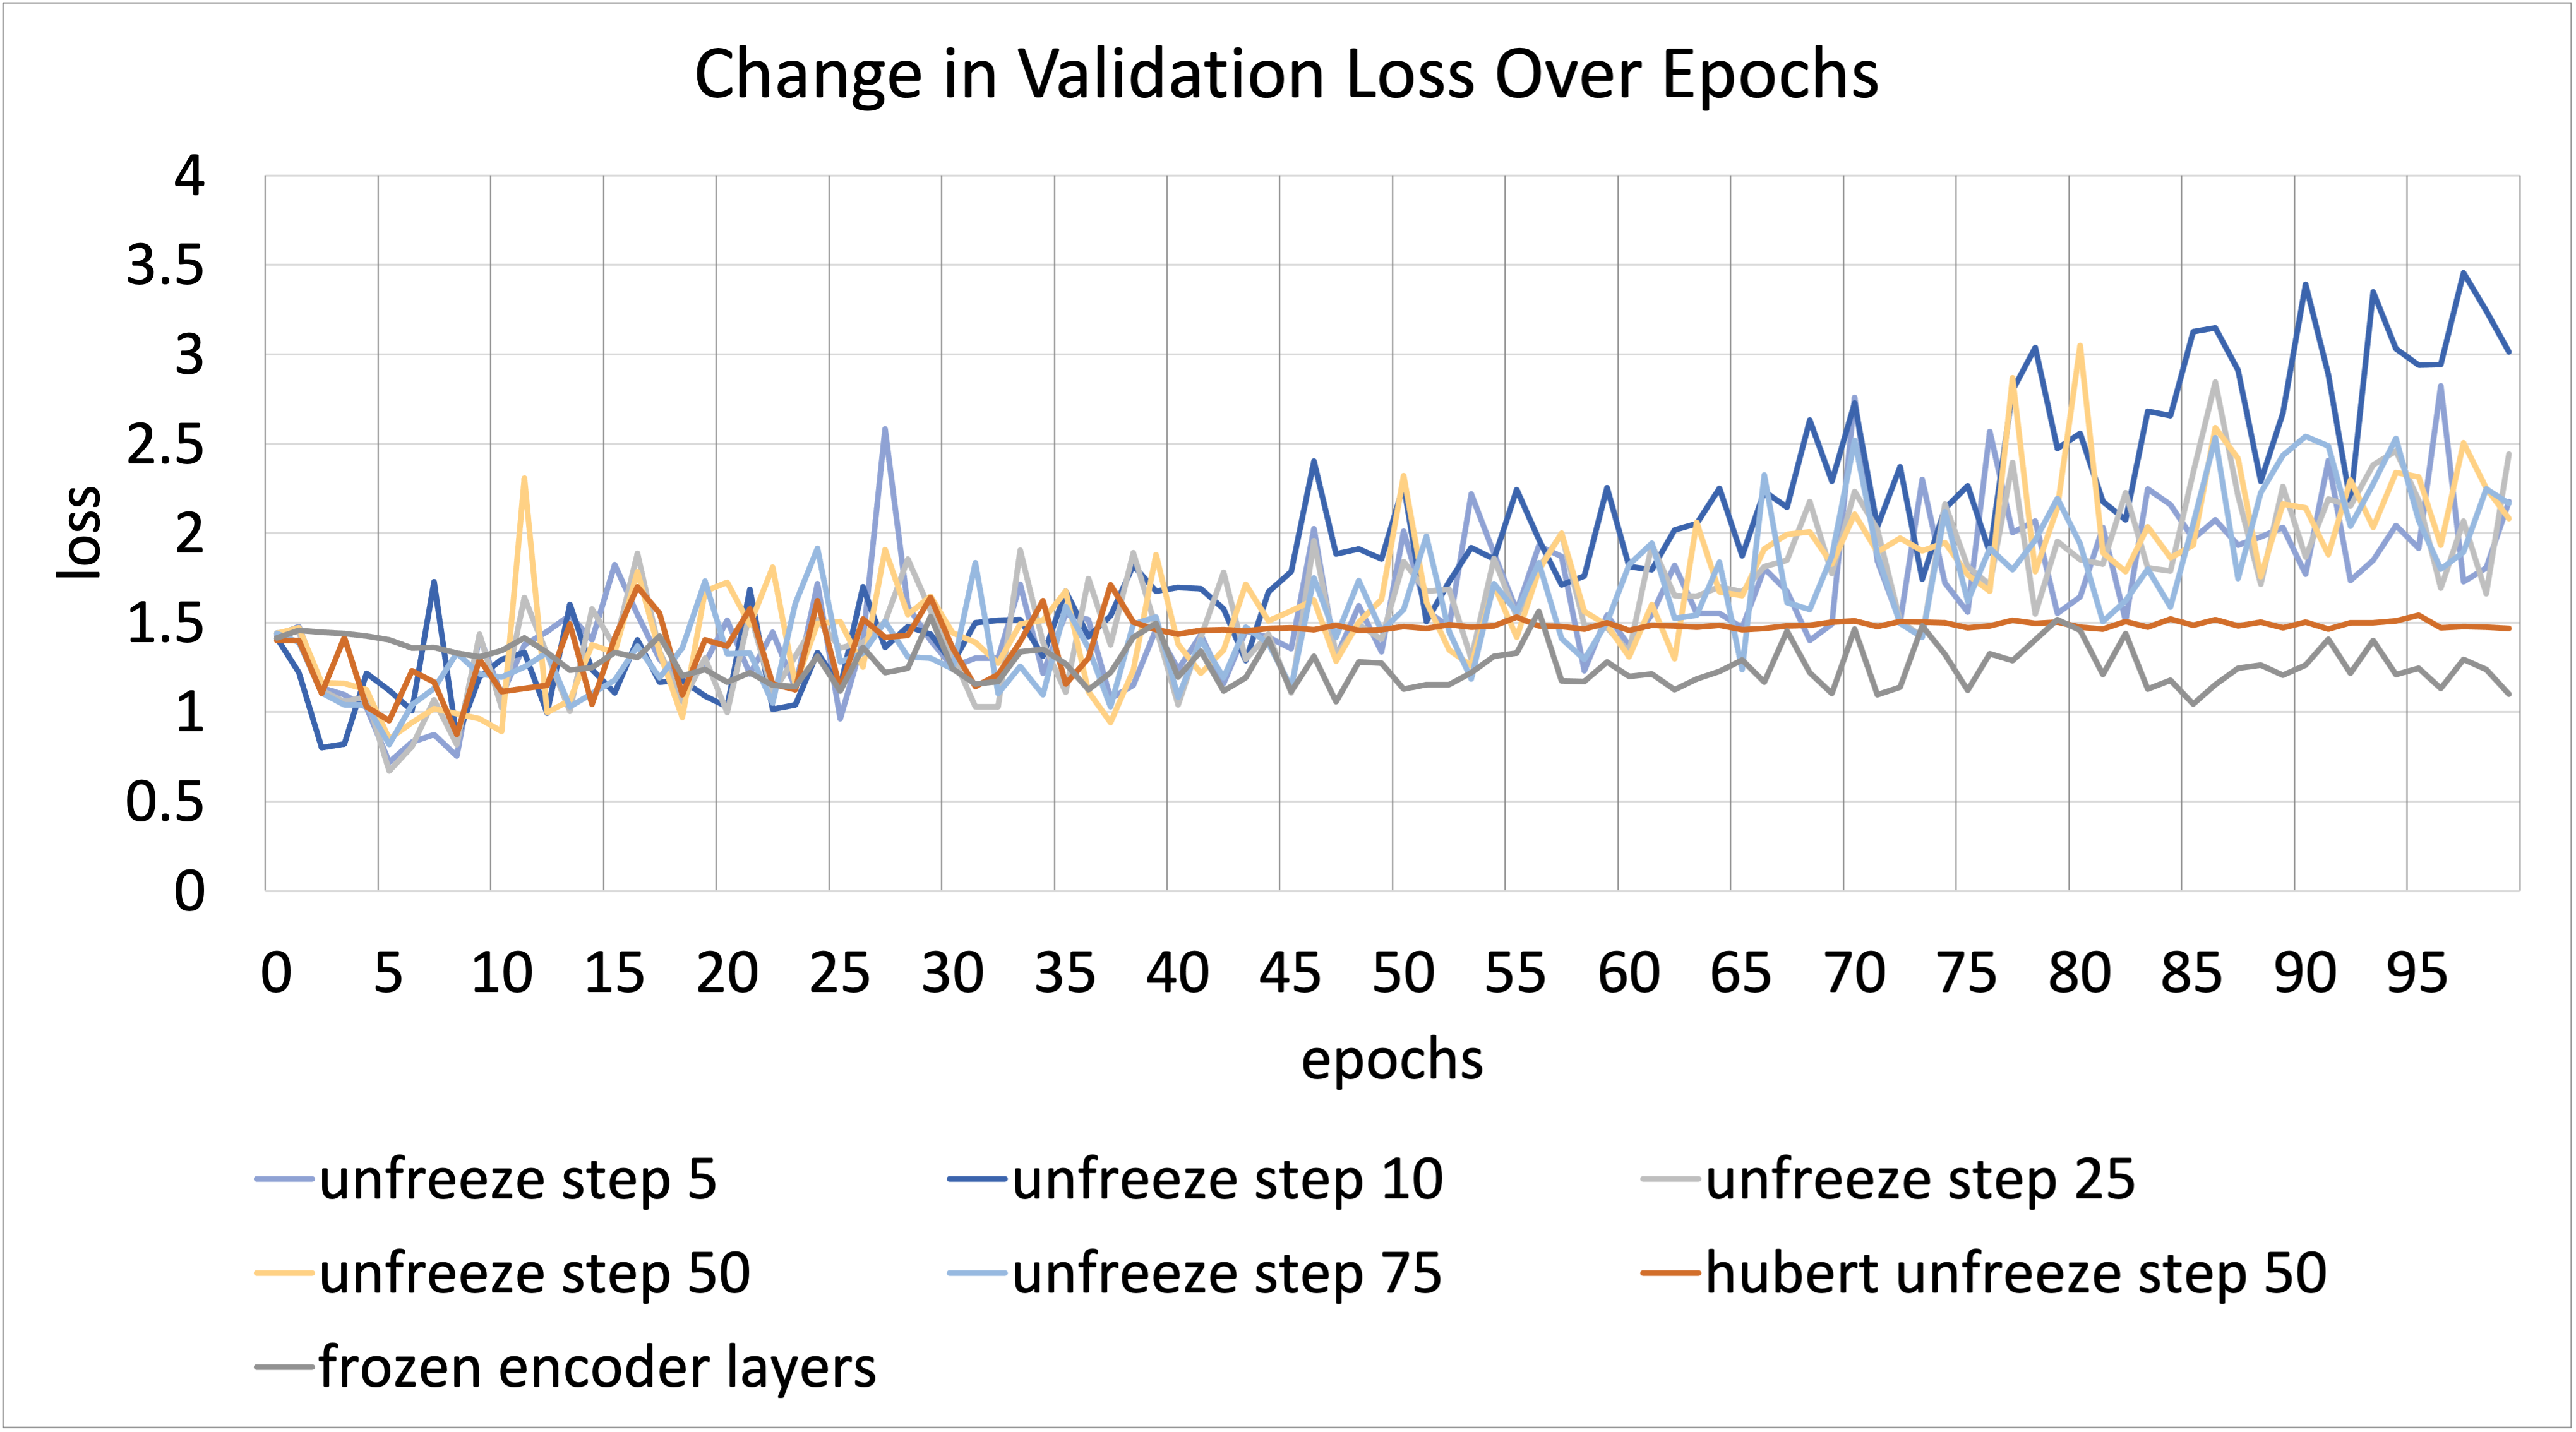 Change in Validation Loss Over Epochs
4
3.5
3
2.5
2
1.5
1
0.5
0
loss
0 5 10 15 20 25 30 35 40 45 50 55 60 65 70 75 80 85 90 95
epochs
unfreeze step 5 unfreeze step 10 unfreeze step 25
unfreeze step 50 unfreeze step 75 hubert unfreeze step 50
frozen encoder layers